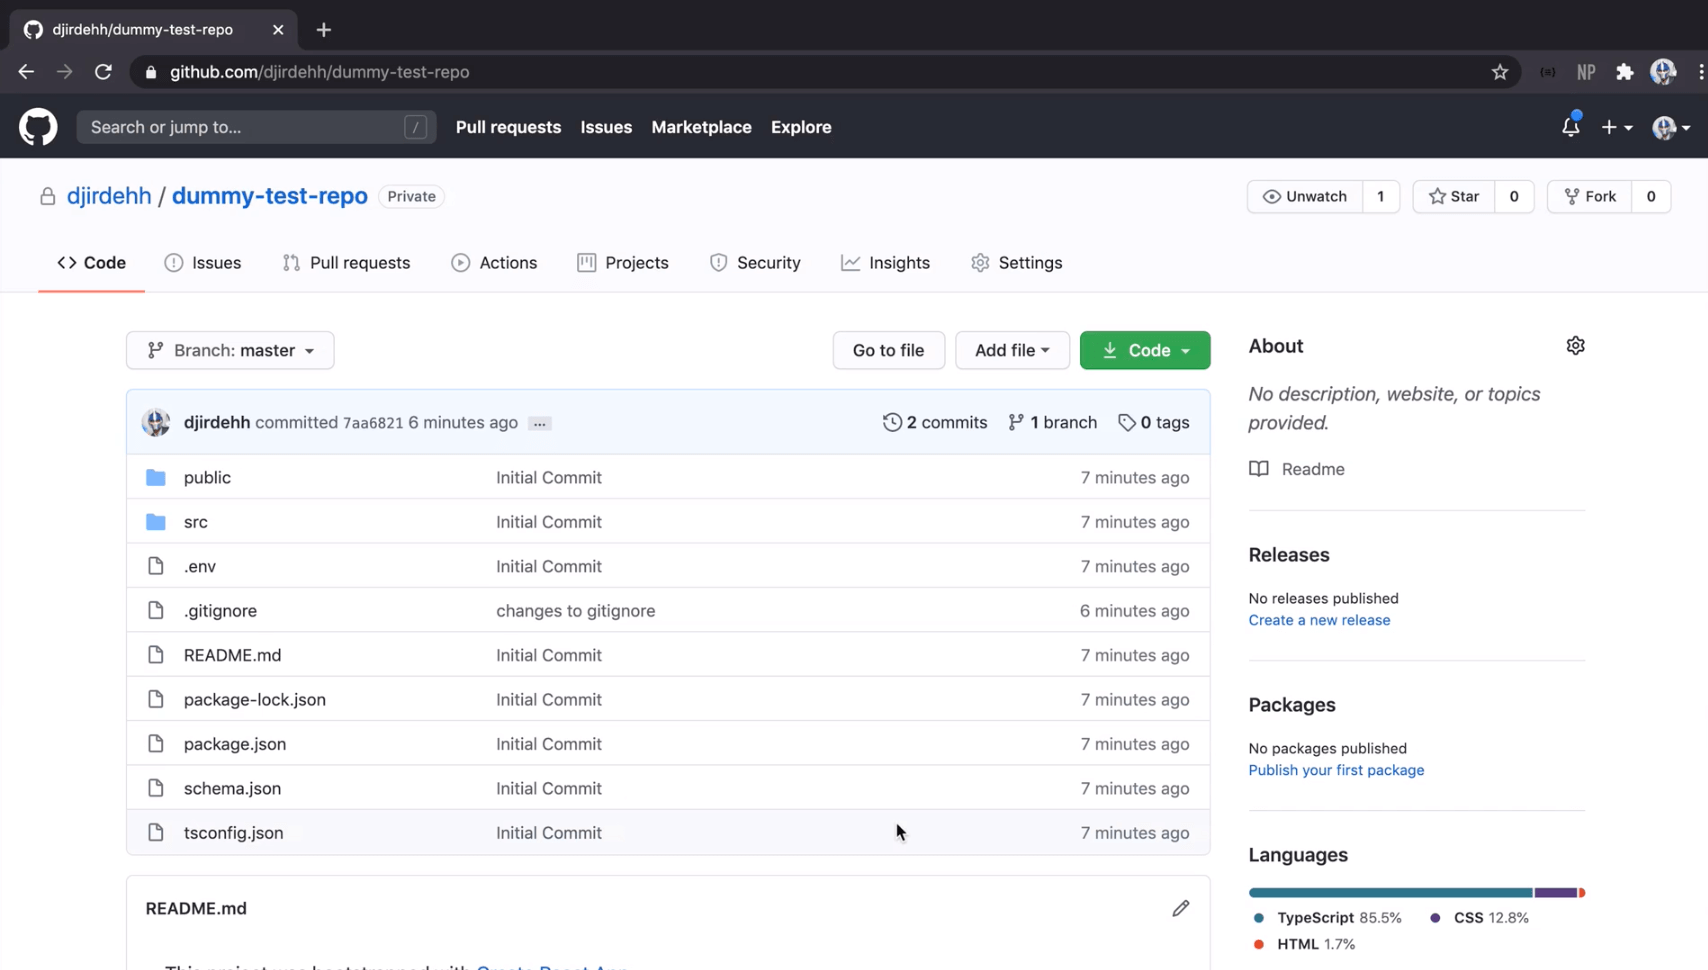 djirdehh/dummy-test-repo
github.com/djirdehh/dummy-test-repo
NP
Search or jump to...
/
Pull requests
Issues
Marketplace
Explore
djirdehh / dummy-test-repo
Private
Unwatch 1
Star 0
Fork 0
Code
Issues
Pull requests
Actions
Projects
Security
Insights
Settings
Branch: master
Go to file
Add file
Code
djirdehh committed 7aa6821 6 minutes ago ...
2 commits
1 branch
0 tags
public Initial Commit 7 minutes ago
src Initial Commit 7 minutes ago
.env Initial Commit 7 minutes ago
.gitignore changes to gitignore 6 minutes ago
README.md Initial Commit 7 minutes ago
package-lock.json Initial Commit 7 minutes ago
package.json Initial Commit 7 minutes ago
schema.json Initial Commit 7 minutes ago
tsconfig.json Initial Commit 7 minutes ago
README.md
This project was bootstrapped with Create React App
About
No description, website, or topics
provided.
Readme
Releases
No releases published
Create a new release
Packages
No packages published
Publish your first package
Languages
TypeScript 85.5%
CSS 12.8%
HTML 1.7%